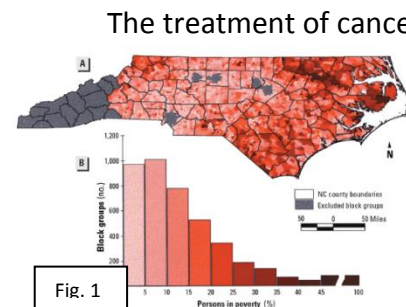 The treatment of cance
A
N
NC county boundaries
Excluded block groups
50 0 50 Miles
B
Block groups (no.)
1,200
1,000
800
600
400
200
0
5 10 15 20 25 30 35 40 45 100
Persons in poverty (%)
Fig. 1